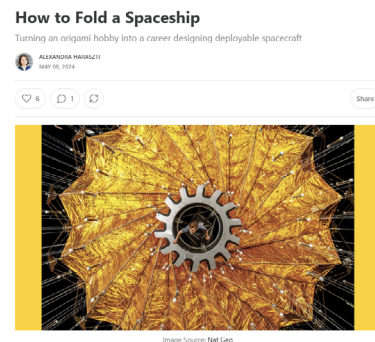 How to Fold a Spaceship
Turning an origami hobby into a career designing deployable spacecraft
ALEXANDRA HARASZTI
MAY 08, 2024
6
1
Share
Image Source: Nat Geo